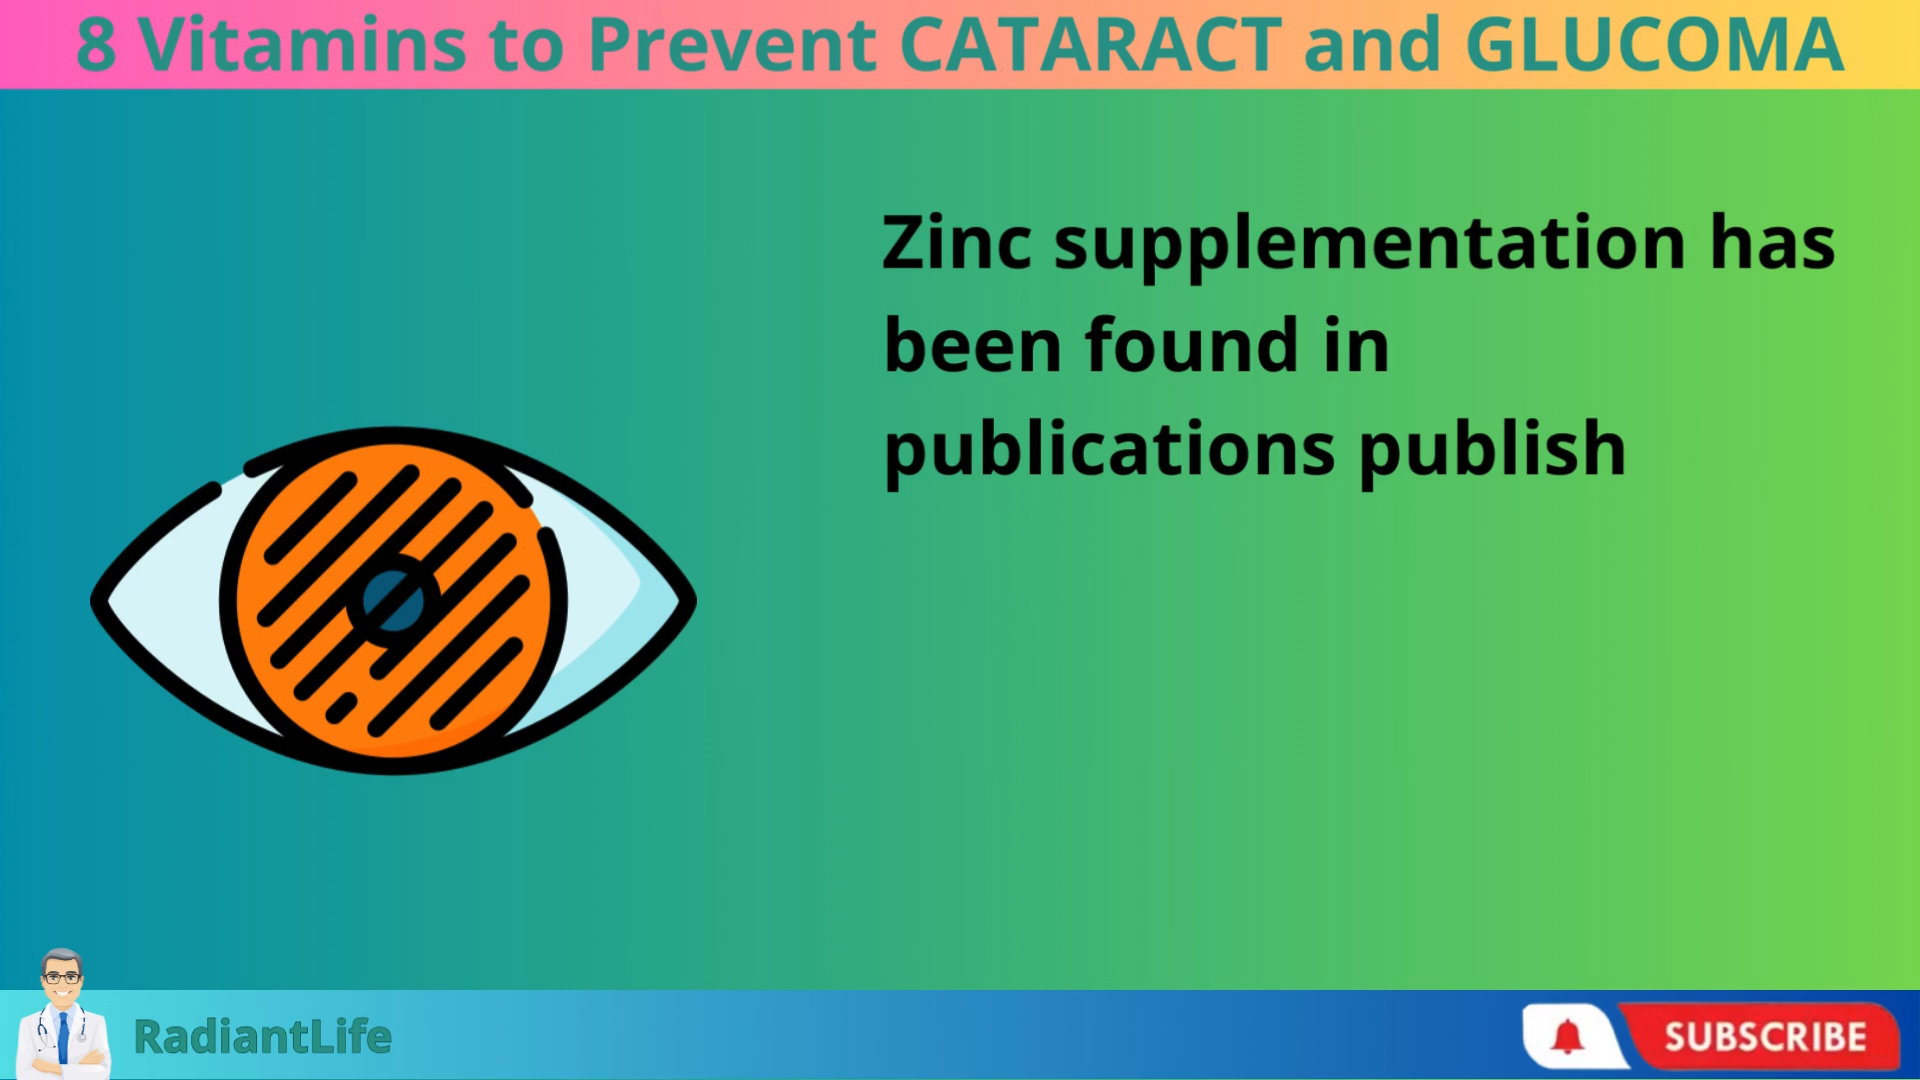 8 Vitamins to Prevent CATARACT and GLUCOMA
Zinc supplementation has
been found in
publications publish
RadiantLife
SUBSCRIBE